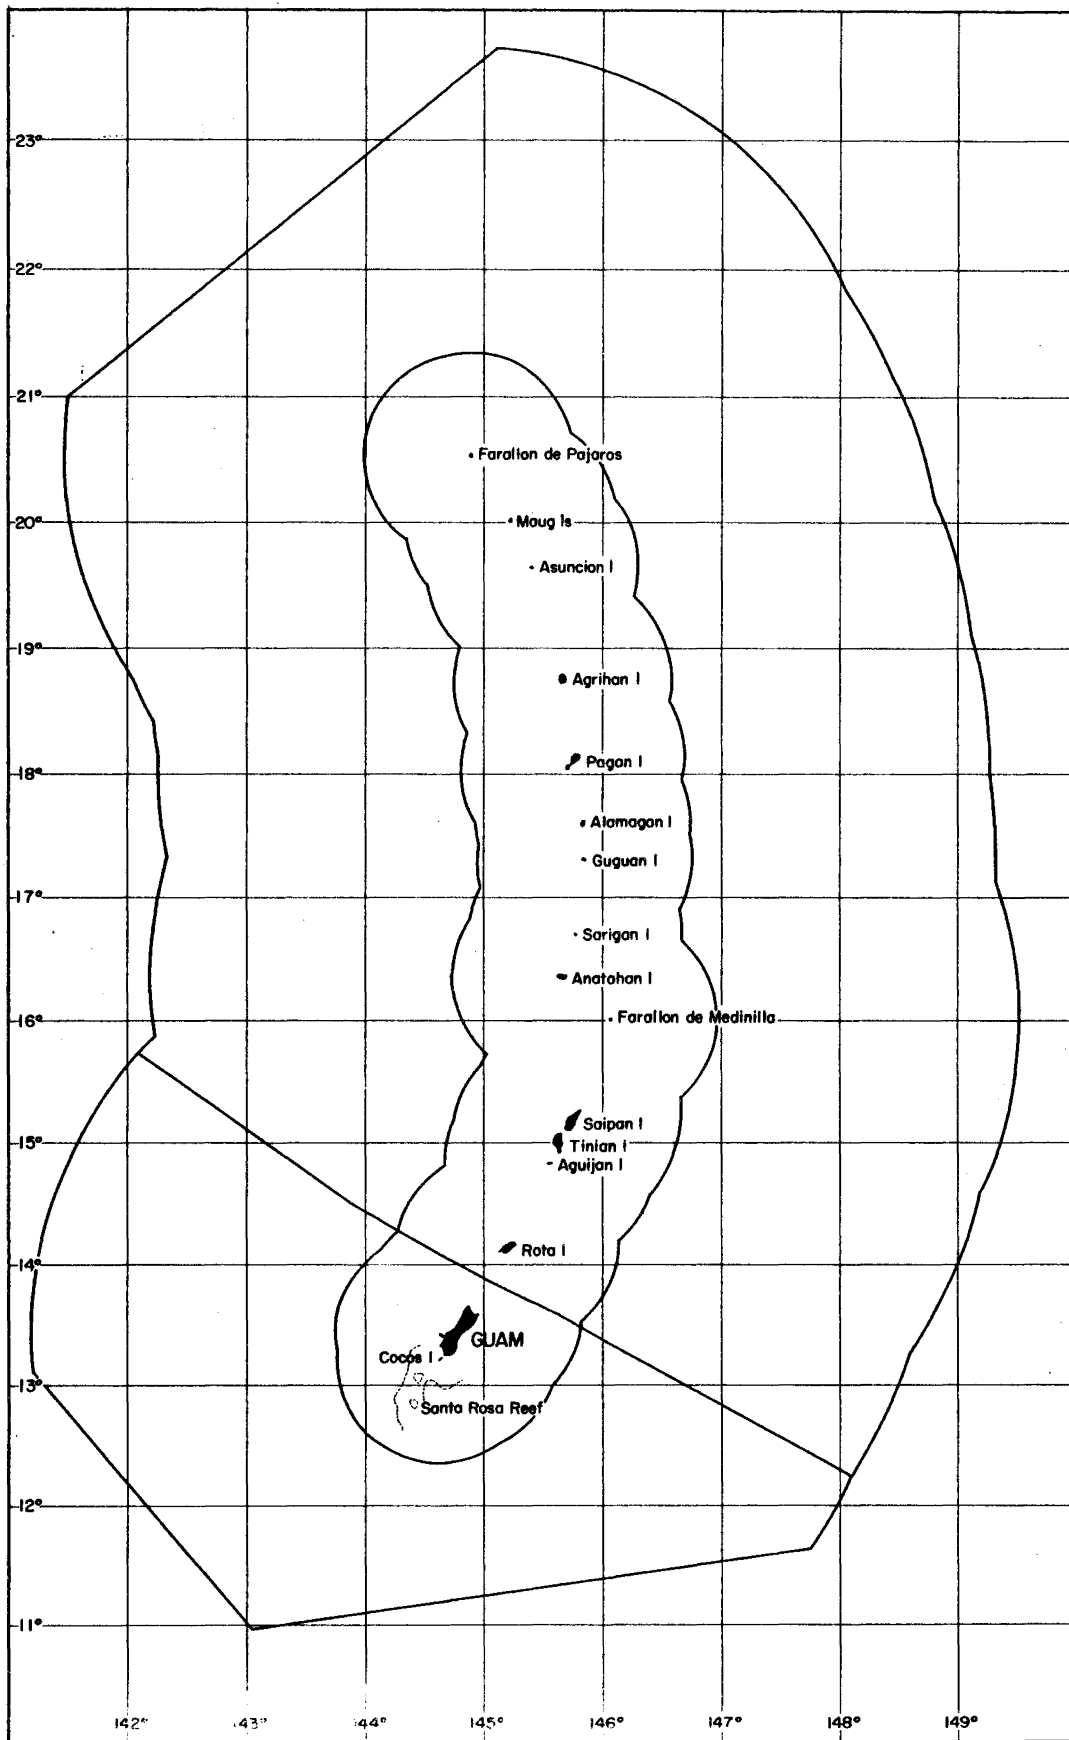 23°
22°
21°
Farallon de Pajaros
20°
Maug Is
Asuncion I
19°
Agrihan I
Pagan I
18°
Alamagan I
Guguan I
17°
Sarigan I
Anatahan I
16°
Farallon de Medinilla
Saipan I
15°
Tinian I
Aguijan I
14°
Rota I
GUAM
Cocos I
13°
Santa Rosa Reef
12°
11°
142° 143° 144° 145° 146° 147° 148° 149°